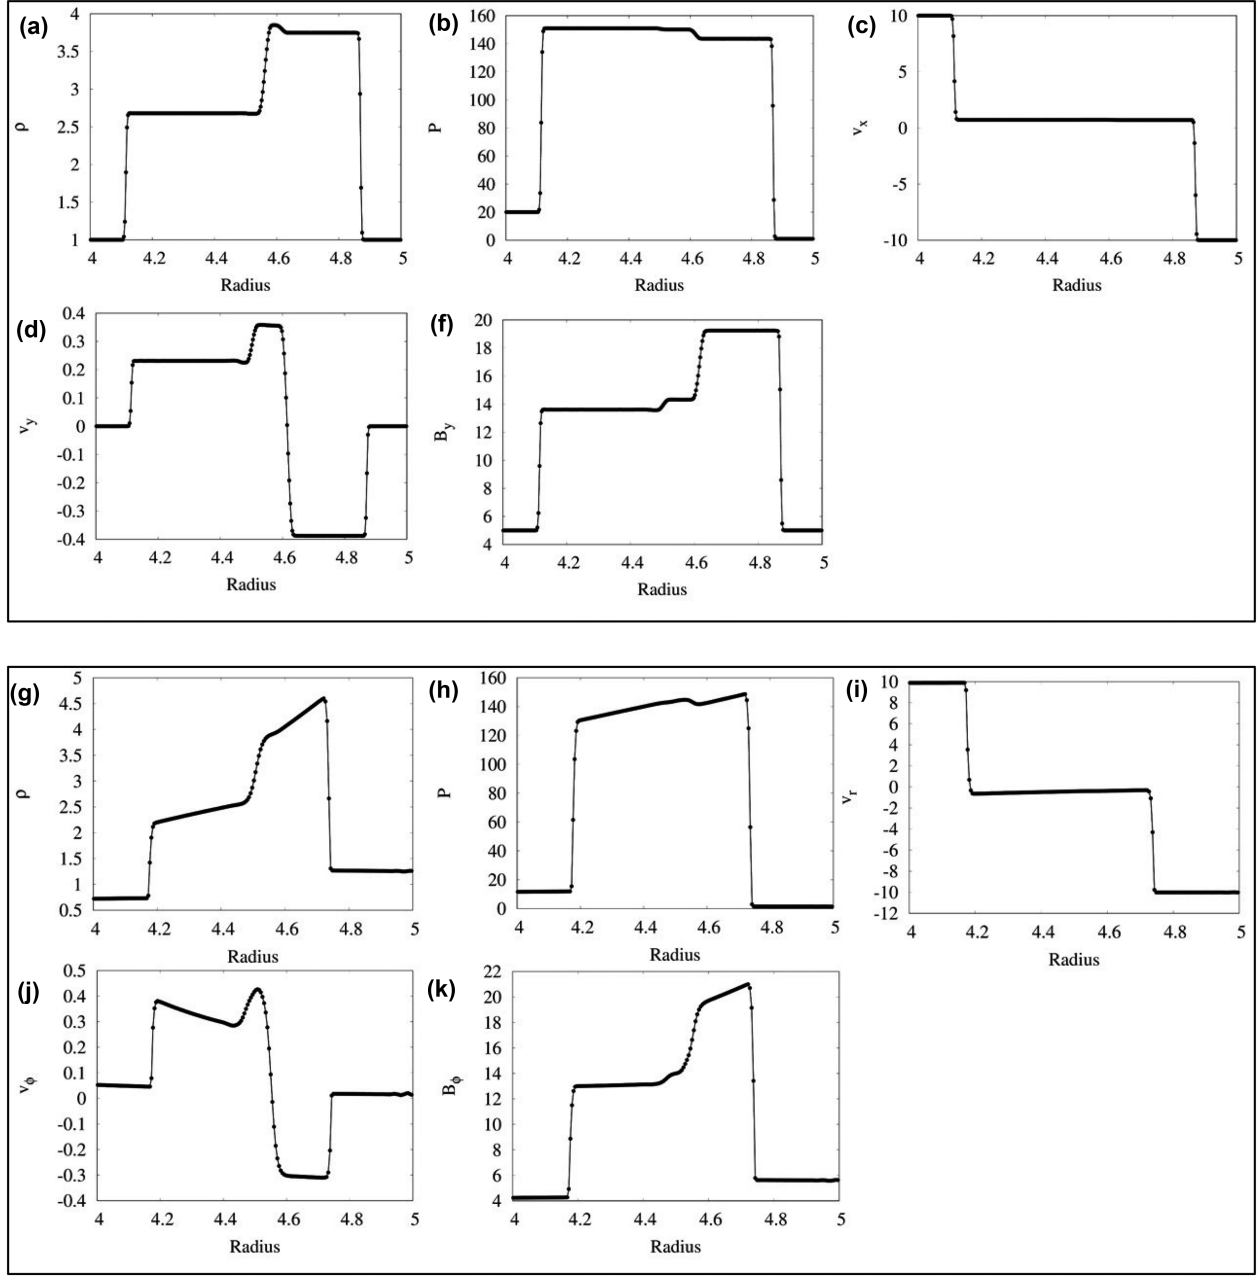 (a)
4
3.5
3
2.5
2
1.5
1
ρ
4 4.2 4.4 4.6 4.8 5
Radius
(b)
160
140
120
100
80
60
40
20
0
P
4 4.2 4.4 4.6 4.8 5
Radius
(c)
10
5
0
-5
-10
vx
4 4.2 4.4 4.6 4.8 5
Radius
(d)
0.4
0.3
0.2
0.1
0
-0.1
-0.2
-0.3
-0.4
vy
4 4.2 4.4 4.6 4.8 5
Radius
(f)
20
18
16
14
12
10
8
6
4
By
4 4.2 4.4 4.6 4.8 5
Radius
(g)
5
4.5
4
3.5
3
2.5
2
1.5
1
0.5
ρ
4 4.2 4.4 4.6 4.8 5
Radius
(h)
160
140
120
100
80
60
40
20
0
P
4 4.2 4.4 4.6 4.8 5
Radius
(i)
10
8
6
4
2
0
-2
-4
-6
-8
-10
-12
vr
4 4.2 4.4 4.6 4.8 5
Radius
(j)
0.5
0.4
0.3
0.2
0.1
0
-0.1
-0.2
-0.3
-0.4
vϕ
4 4.2 4.4 4.6 4.8 5
Radius
(k)
22
20
18
16
14
12
10
8
6
4
Bϕ
4 4.2 4.4 4.6 4.8 5
Radius